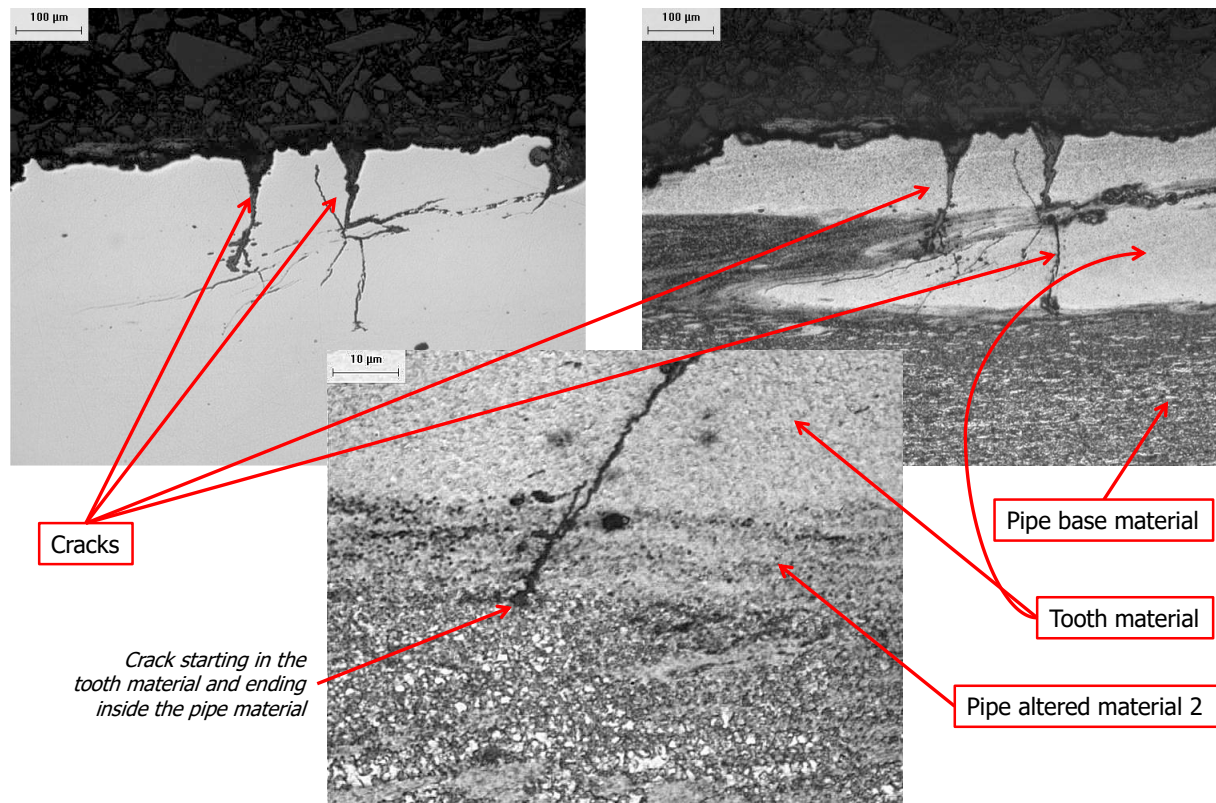 100 µm
100 µm
10 µm
Cracks
Crack starting in the
tooth material and ending
inside the pipe material
Pipe base material
Tooth material
Pipe altered material 2